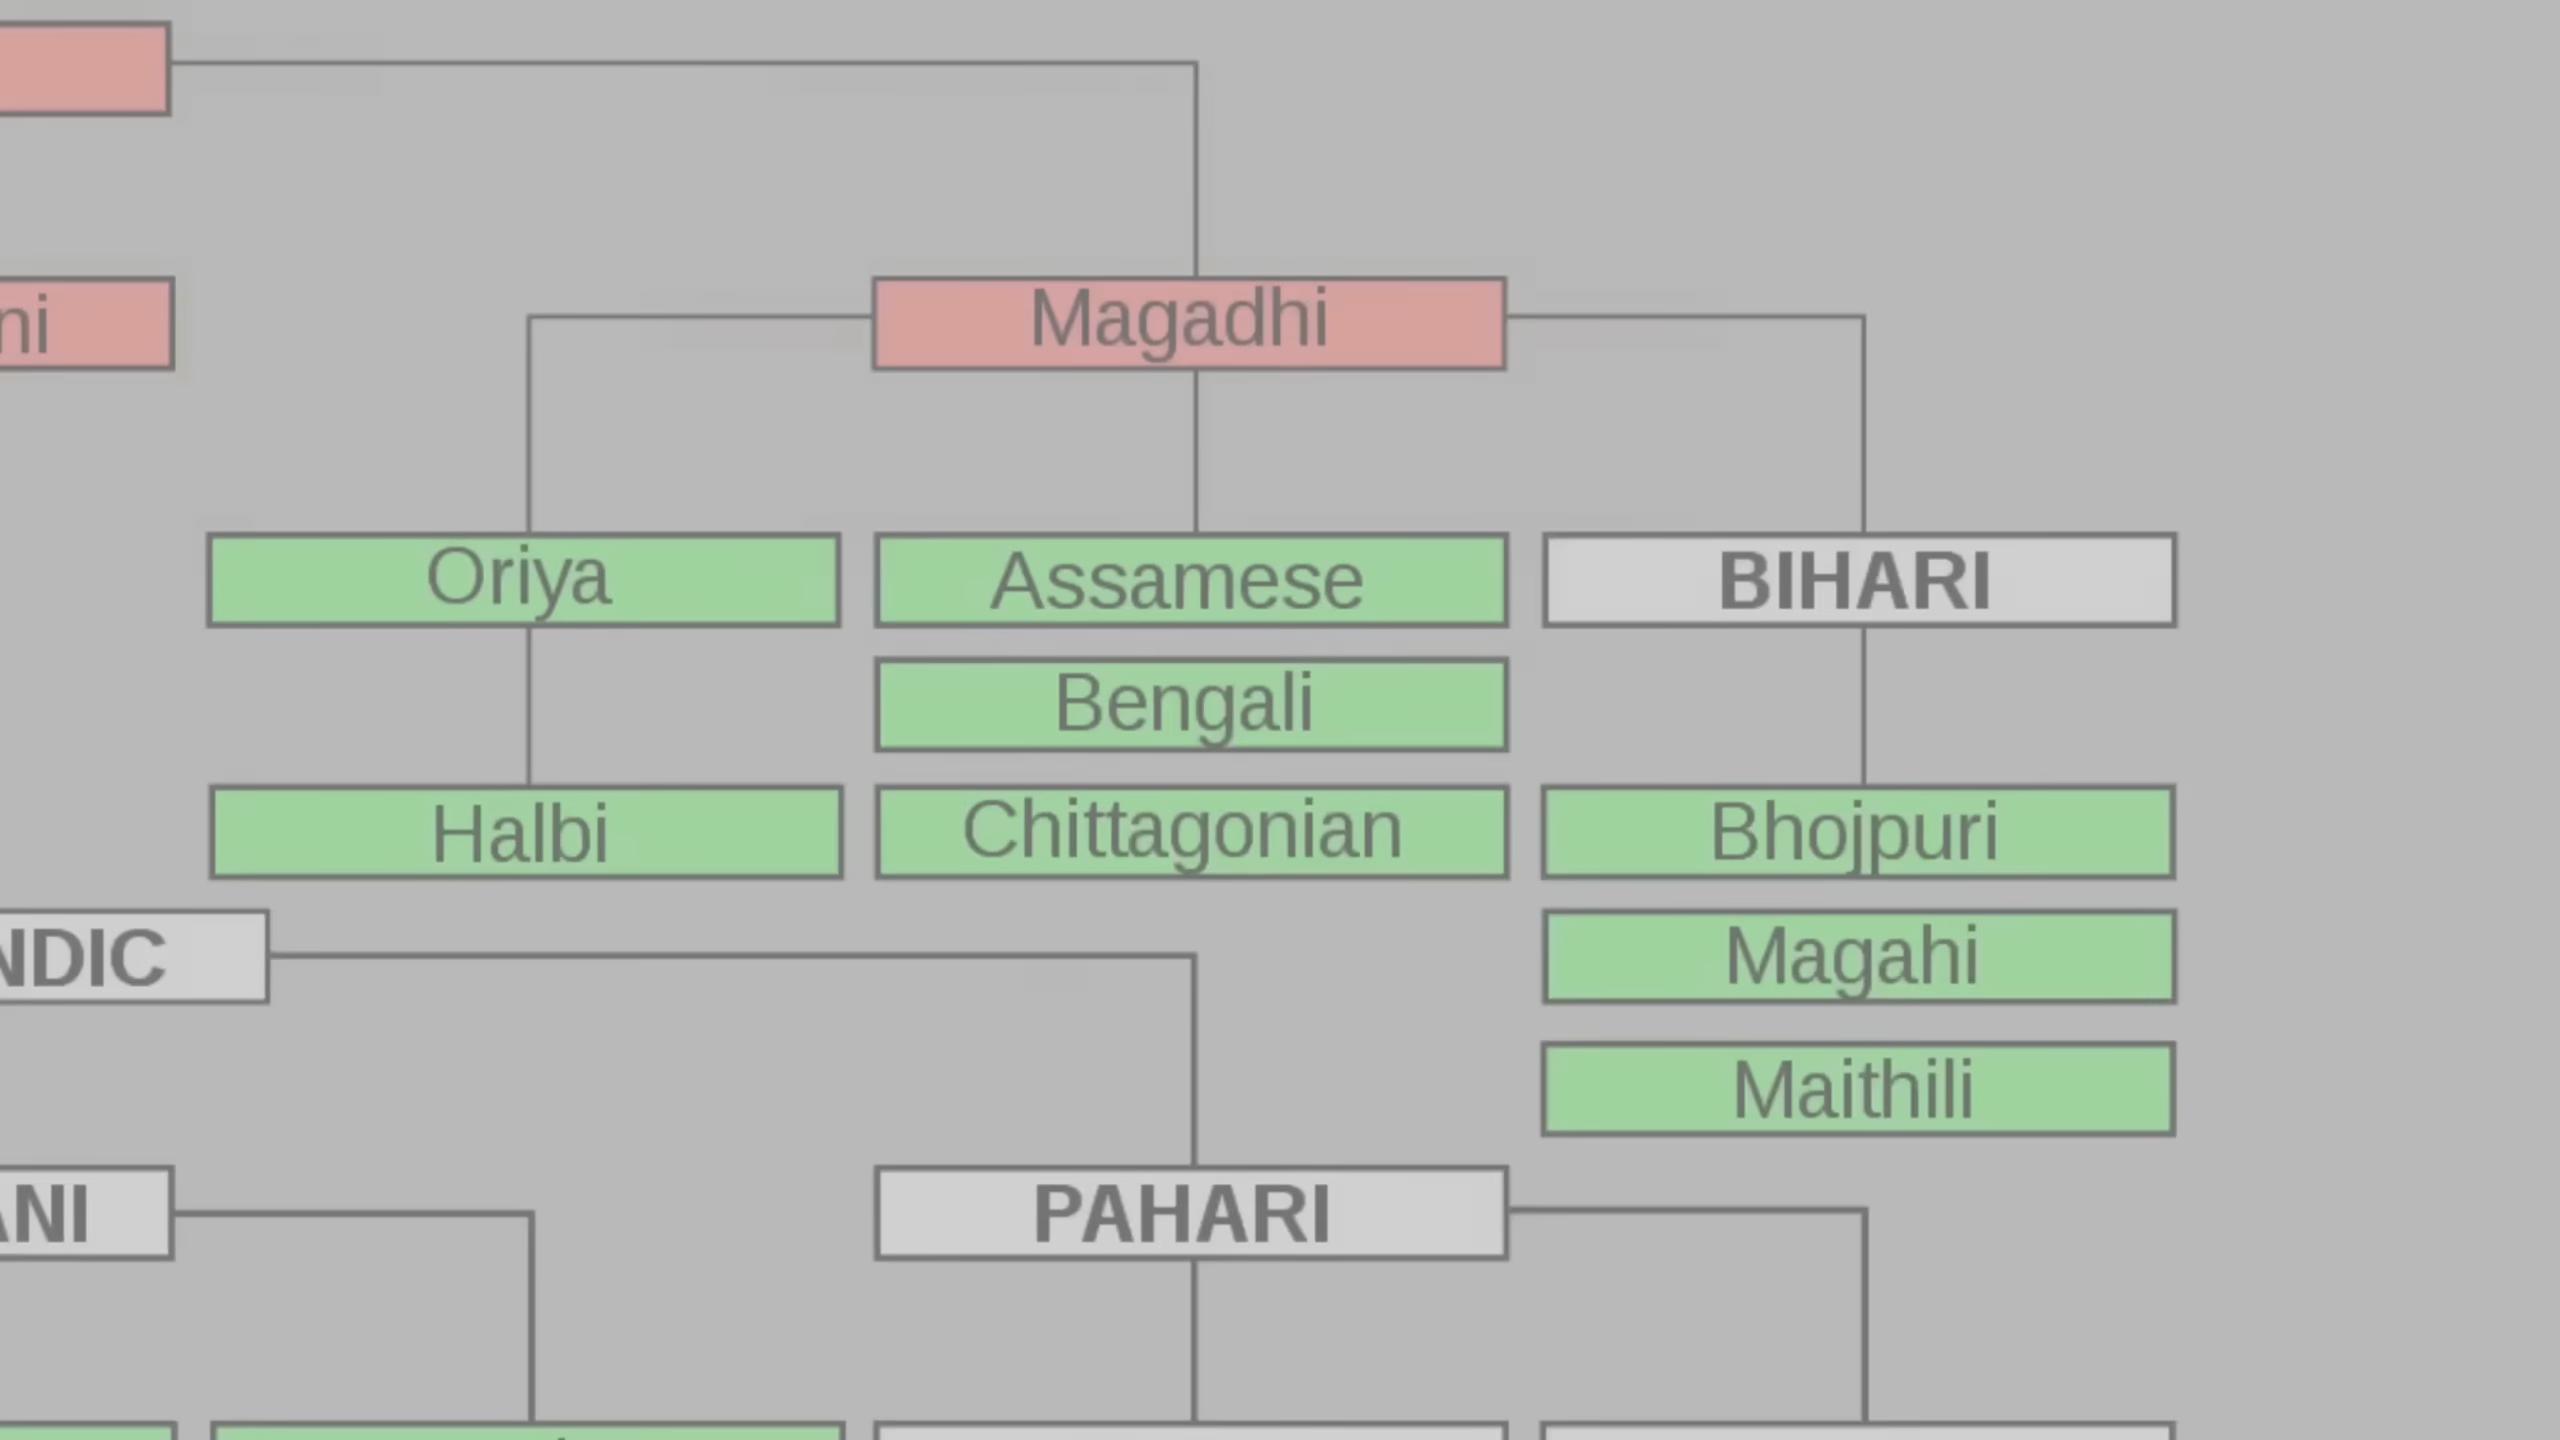 Magadhi
Oriya
Assamese
BIHARI
Bengali
Halbi
Chittagonian
Bhojpuri
Magahi
Maithili
PAHARI